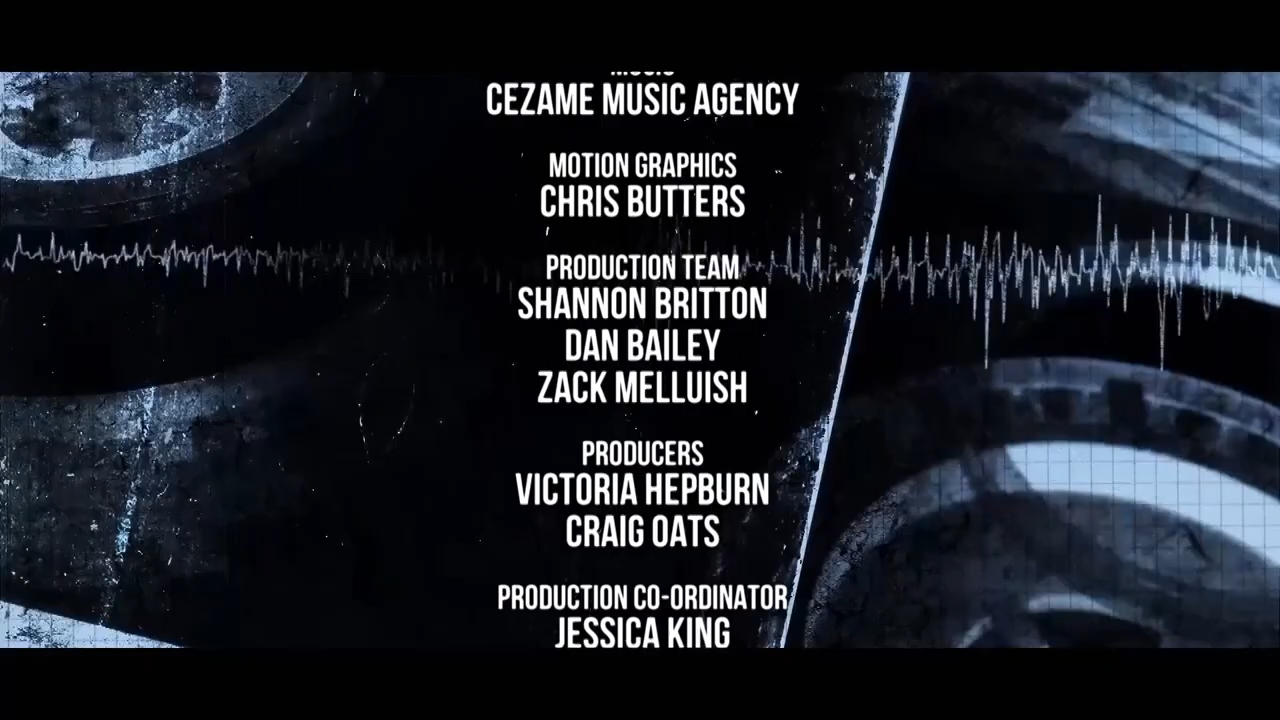 CEZAME MUSIC AGENCY
MOTION GRAPHICS
CHRIS BUTTERS
PRODUCTION TEAM
SHANNON BRITTON
DAN BAILEY
ZACK MELLUISH
PRODUCERS
VICTORIA HEPBURN
CRAIG OATS
PRODUCTION CO-ORDINATOR
JESSICA KING